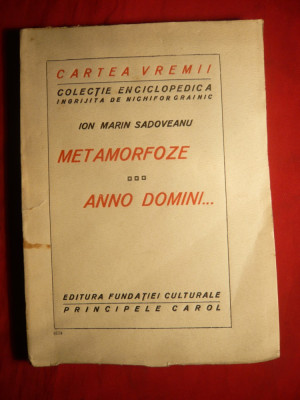 CARTEA VREMII
COLECȚIE ENCICLOPEDICA
INGRIJITA DE NICHIFOR CRAINIC
ION MARIN SADOVEANU
METAMORFOZE
ANNO DOMINI...
EDITURA FUNDAȚIEI CULTURALE
PRINCIPELE CAROL